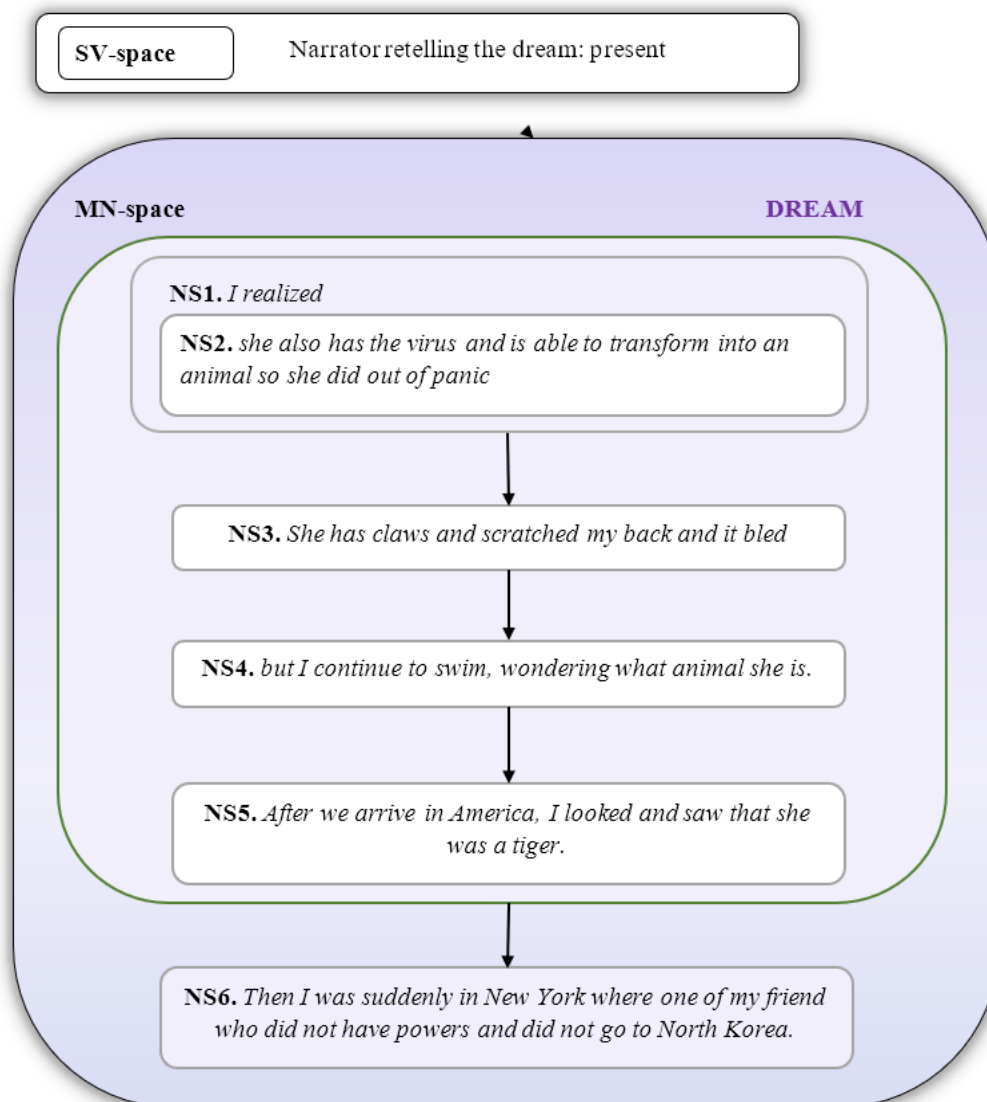 SV-space
Narrator retelling the dream: present
MN-space
DREAM
NS1. I realized
NS2. she also has the virus and is able to transform into an
animal so she did out of panic
NS3. She has claws and scratched my back and it bled
NS4. but I continue to swim, wondering what animal she is.
NS5. After we arrive in America, I looked and saw that she
was a tiger.
NS6. Then I was suddenly in New York where one of my friend
who did not have powers and did not go to North Korea.